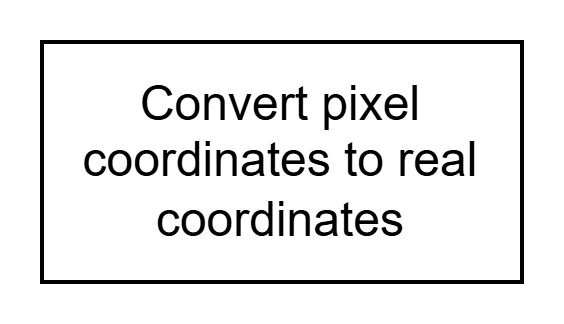 Convert pixel
coordinates to real
coordinates